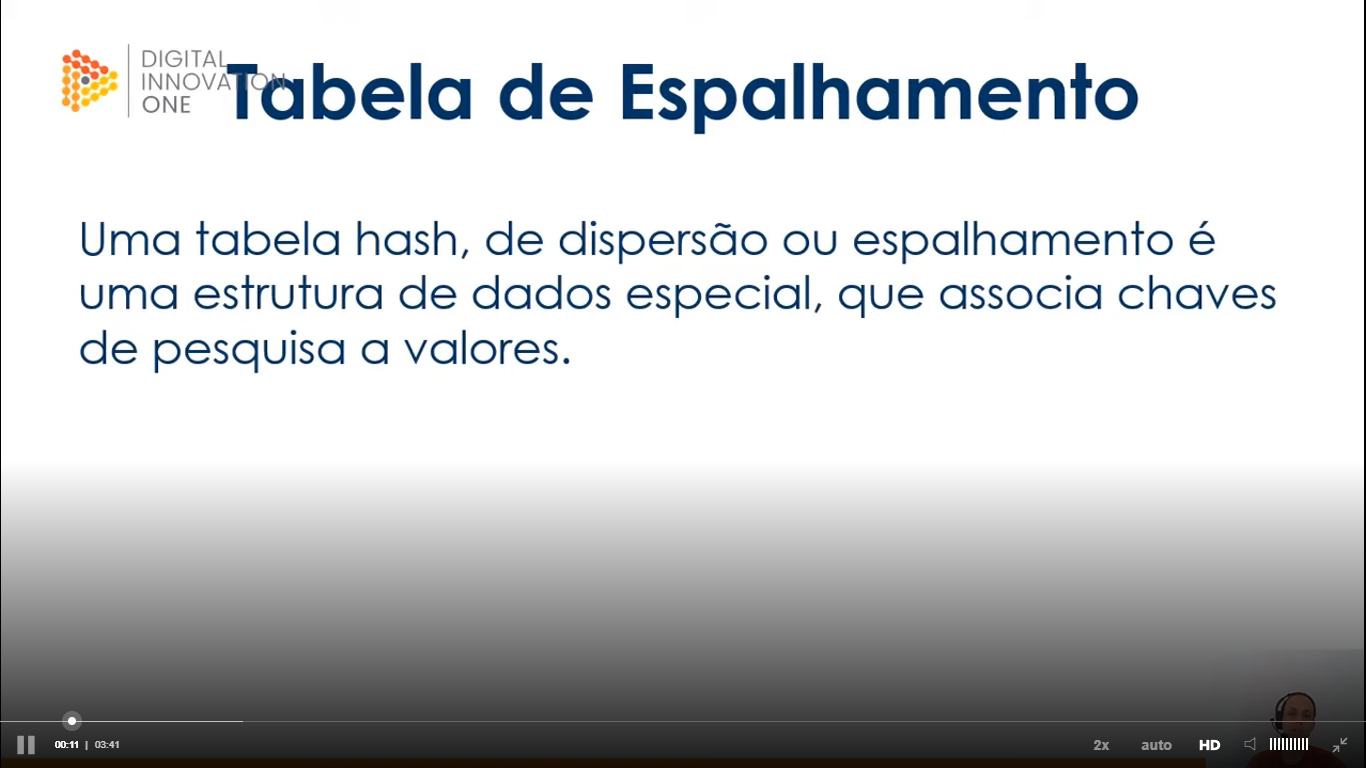 DIGITAL
INNOVATION
ONE
Tabela de Espalhamento
Uma tabela hash, de dispersão ou espalhamento é
uma estrutura de dados especial, que associa chaves
de pesquisa a valores.
00:11 | 03:41
2x auto HD